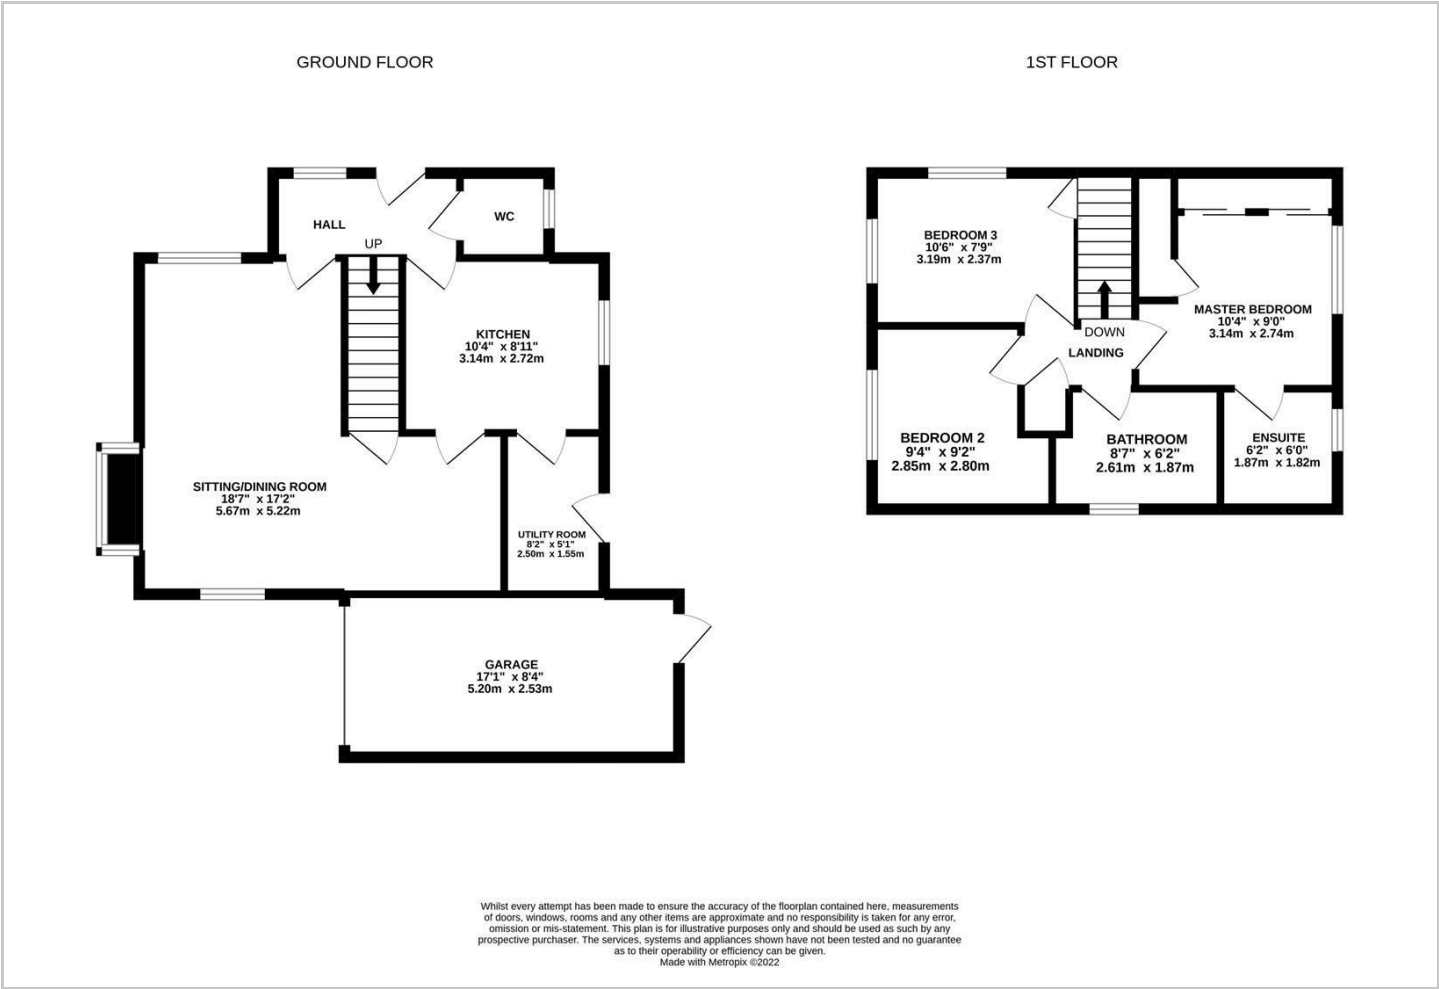 GROUND FLOOR
HALL
UP
WC
KITCHEN
10'4" x 8'11"
3.14m x 2.72m
SITTING/DINING ROOM
18'7" x 17'2"
5.67m x 5.22m
UTILITY ROOM
8'2" x 5'1"
2.50m x 1.55m
GARAGE
17'1" x 8'4"
5.20m x 2.53m
1ST FLOOR
BEDROOM 3
10'6" x 7'9"
3.19m x 2.37m
MASTER BEDROOM
10'4" x 9'0"
3.14m x 2.74m
DOWN
LANDING
BEDROOM 2
9'4" x 9'2"
2.85m x 2.80m
BATHROOM
8'7" x 6'2"
2.61m x 1.87m
ENSUITE
6'2" x 6'0"
1.87m x 1.82m
Whilst every attempt has been made to ensure the accuracy of the floorplan contained here, measurements
of doors, windows, rooms and any other items are approximate and no responsibility is taken for any error,
omission or mis-statement. This plan is for illustrative purposes only and should be used as such by any
prospective purchaser. The services, systems and appliances shown have not been tested and no guarantee
as to their operability or efficiency can be given.
Made with Metropix ©2022